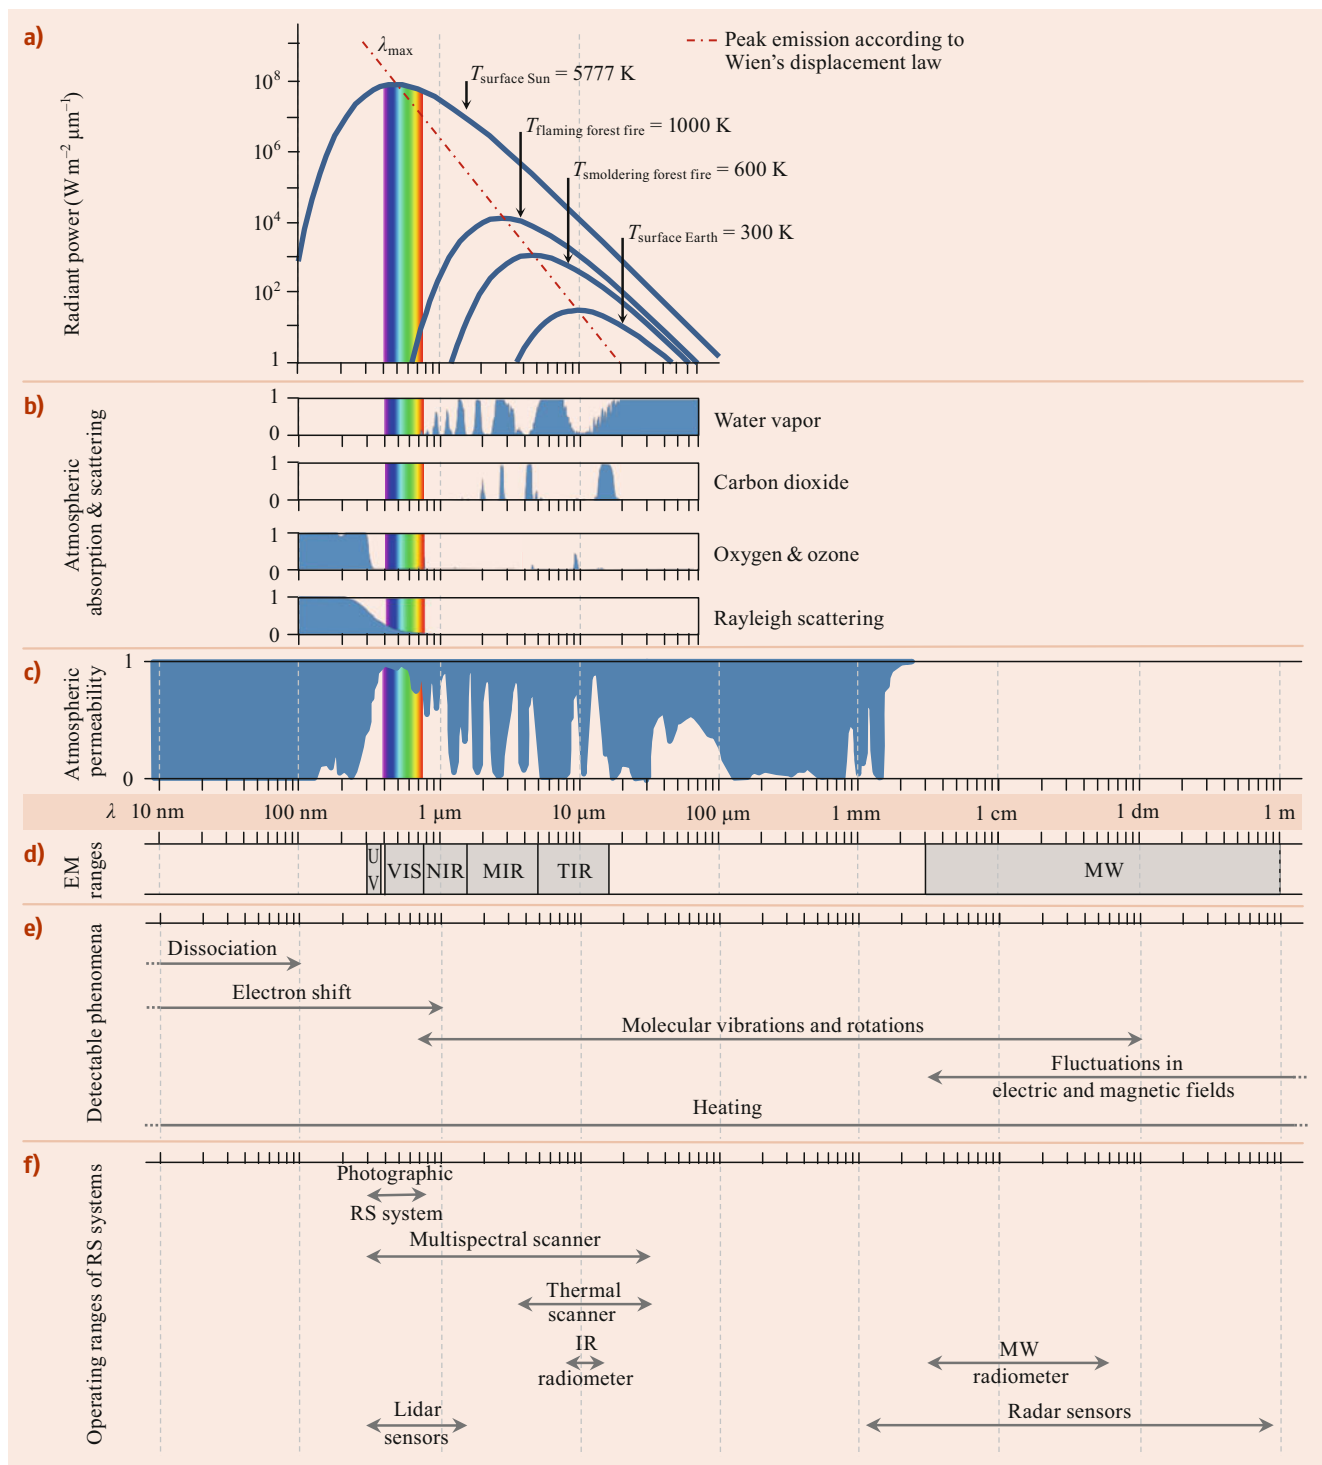 a)
Radiant power (W m⁻² μm⁻¹)
10⁸
10⁶
10⁴
10²
1
λmax
Peak emission according to
Wien's displacement law
Tsurface Sun = 5777 K
Tflaming forest fire = 1000 K
Tsmoldering forest fire = 600 K
Tsurface Earth = 300 K
b)
Atmospheric
absorption & scattering
1
0
Water vapor
1
0
Carbon dioxide
1
0
Oxygen & ozone
1
0
Rayleigh scattering
c)
Atmospheric
permeability
1
0
λ 10 nm 100 nm 1 μm 10 μm 100 μm 1 mm 1 cm 1 dm 1 m
d)
EM
ranges
U
V
VIS NIR MIR TIR MW
e)
Detectable phenomena
Dissociation
Electron shift
Molecular vibrations and rotations
Fluctuations in
electric and magnetic fields
Heating
f)
Operating ranges of RS systems
Photographic
RS system
Multispectral scanner
Thermal
scanner
IR
radiometer
MW
radiometer
Lidar
sensors
Radar sensors